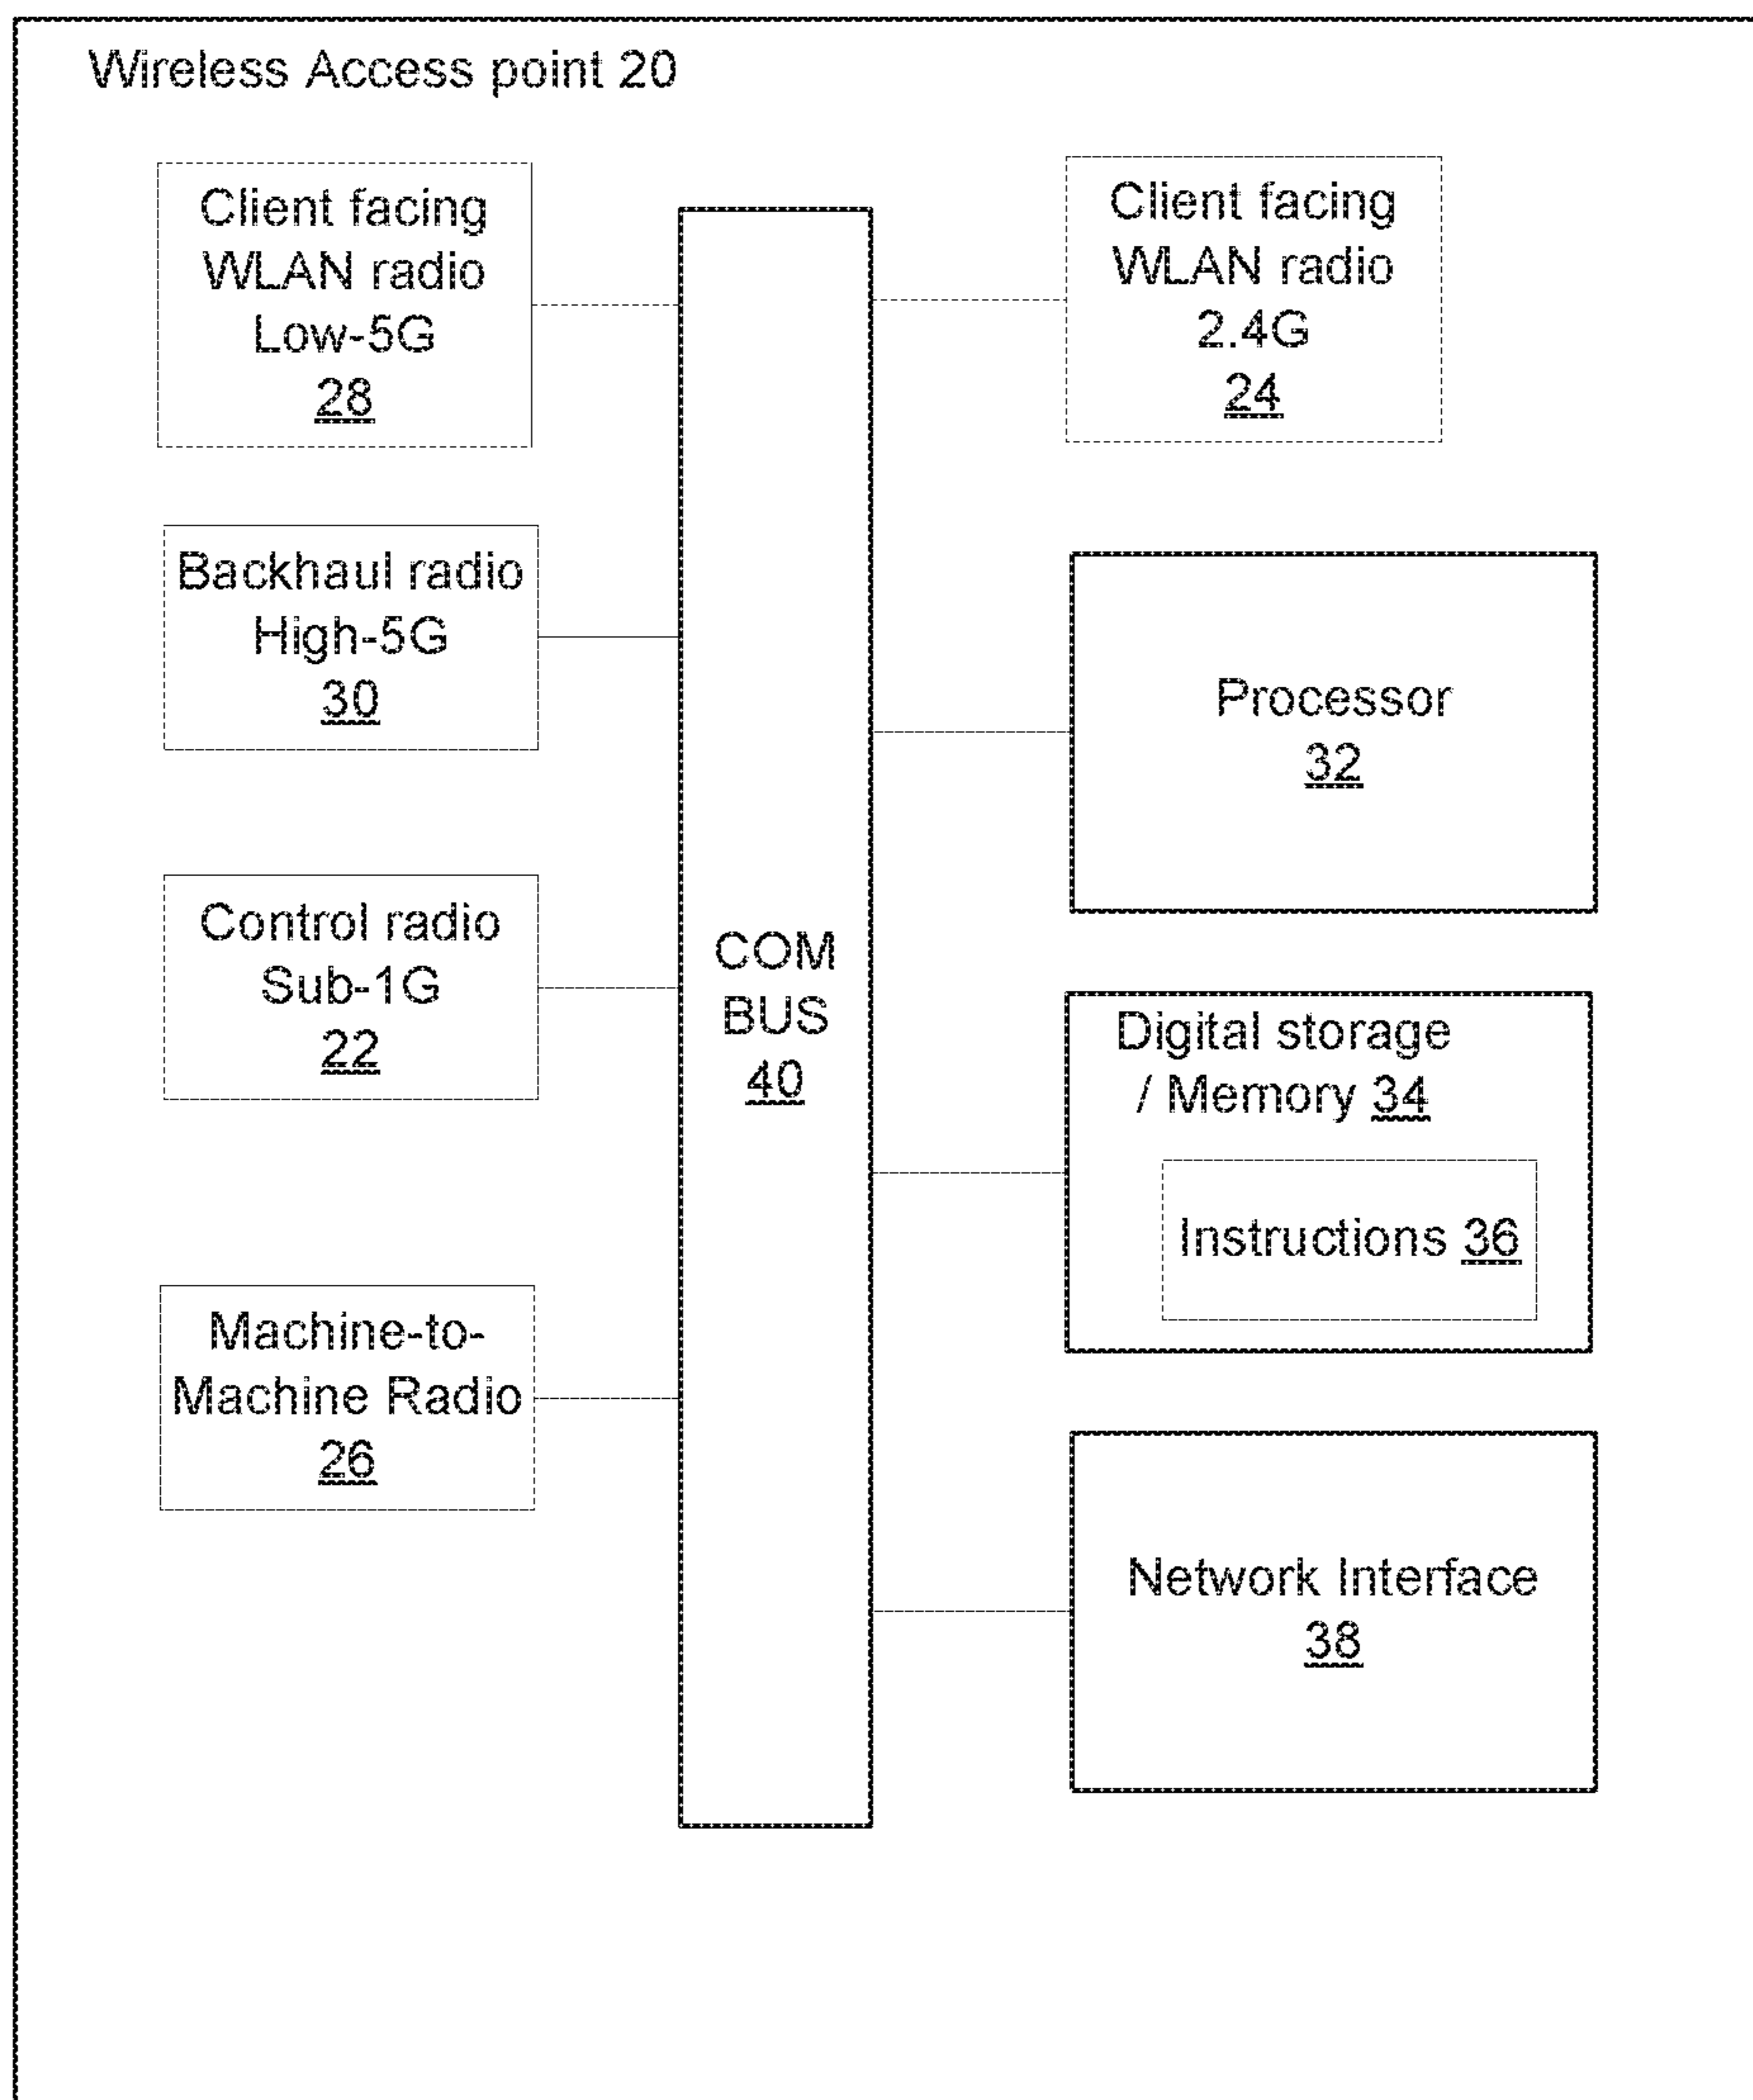 Wireless Access point 20
Client facing
WLAN radio
Low-5G
28
Client facing
WLAN radio
2.4G
24
Backhaul radio
High-5G
30
Processor
32
Control radio
Sub-1G
22
COM
BUS
40
Digital storage
/ Memory 34
Instructions 36
Machine-to-
Machine Radio
26
Network Interface
38